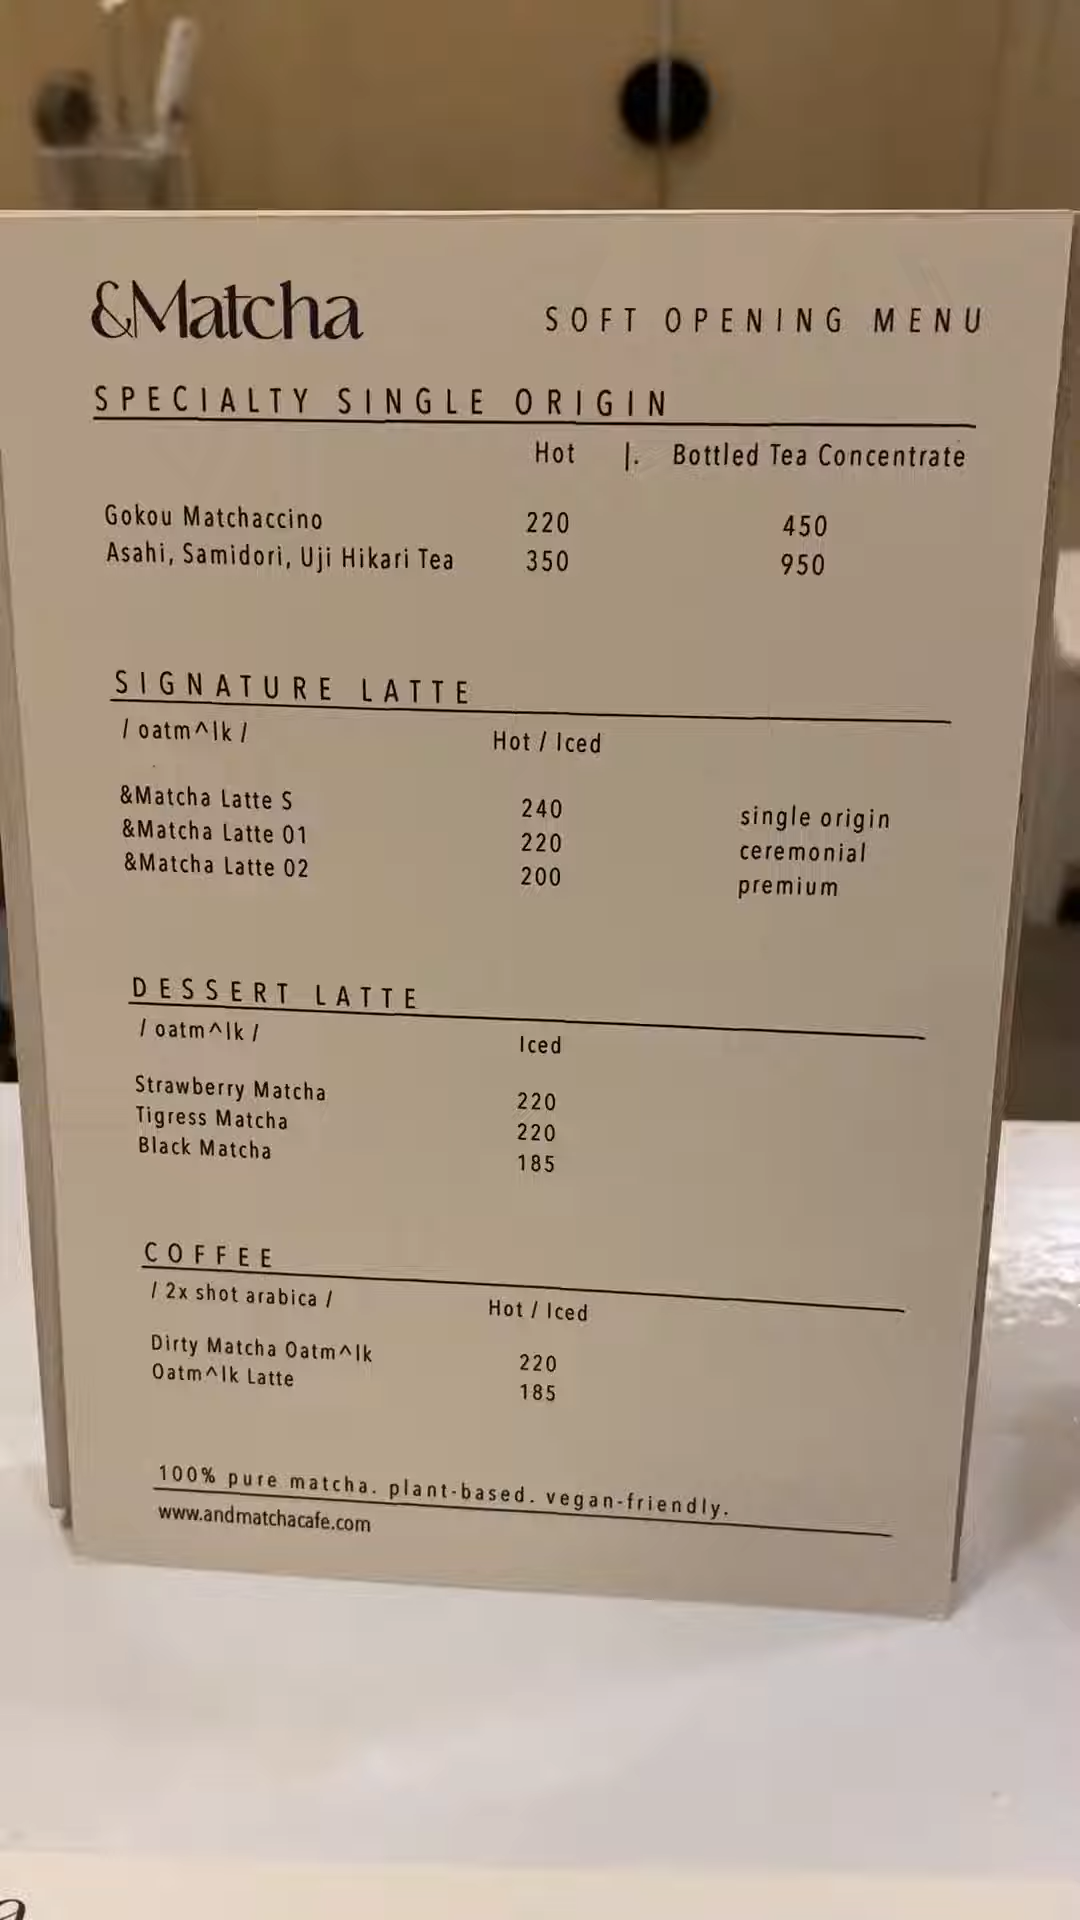 &Matcha SOFT OPENING MENU
SPECIALTY SINGLE ORIGIN
Hot |. Bottled Tea Concentrate
Gokou Matchaccino 220 450
Asahi, Samidori, Uji Hikari Tea 350 950
SIGNATURE LATTE
/ oatm^lk / Hot / Iced
&Matcha Latte S 240 single origin
&Matcha Latte 01 220 ceremonial
&Matcha Latte 02 200 premium
DESSERT LATTE
/ oatm^lk / Iced
Strawberry Matcha 220
Tigress Matcha 220
Black Matcha 185
COFFEE
/ 2x shot arabica / Hot / Iced
Dirty Matcha Oatm^lk 220
Oatm^lk Latte 185
100% pure matcha. plant-based. vegan-friendly.
www.andmatchacafe.com